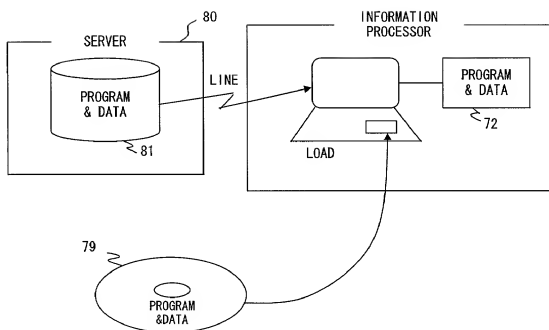 80
SERVER
PROGRAM
& DATA
81
LINE
INFORMATION
PROCESSOR
PROGRAM
& DATA
72
LOAD
79
PROGRAM
&DATA